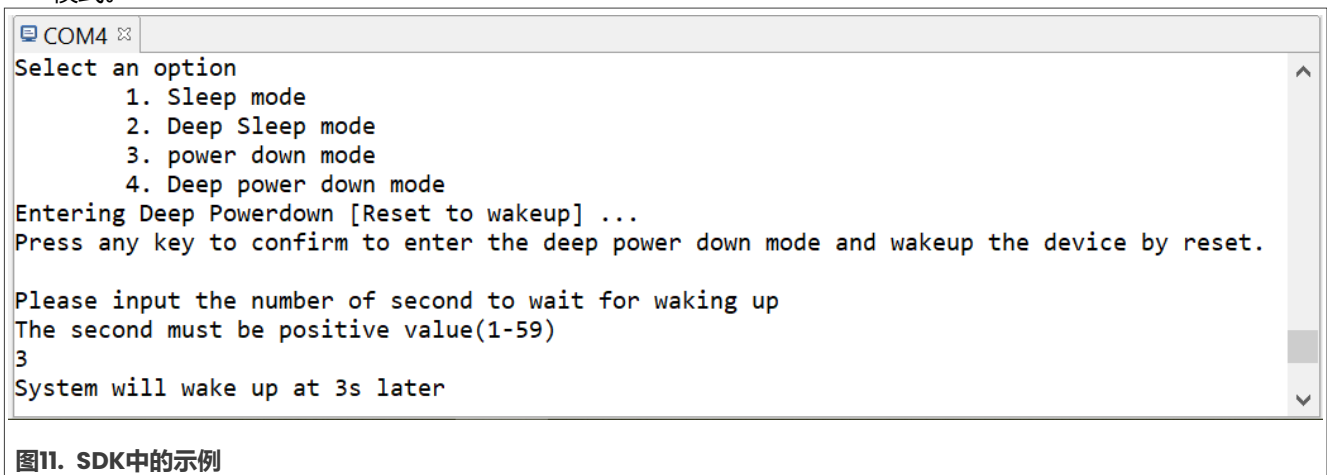 模式。
COM4
Select an option
1. Sleep mode
2. Deep Sleep mode
3. power down mode
4. Deep power down mode
Entering Deep Powerdown [Reset to wakeup] ...
Press any key to confirm to enter the deep power down mode and wakeup the device by reset.
Please input the number of second to wait for waking up
The second must be positive value(1-59)
3
System will wake up at 3s later
图11. SDK中的示例